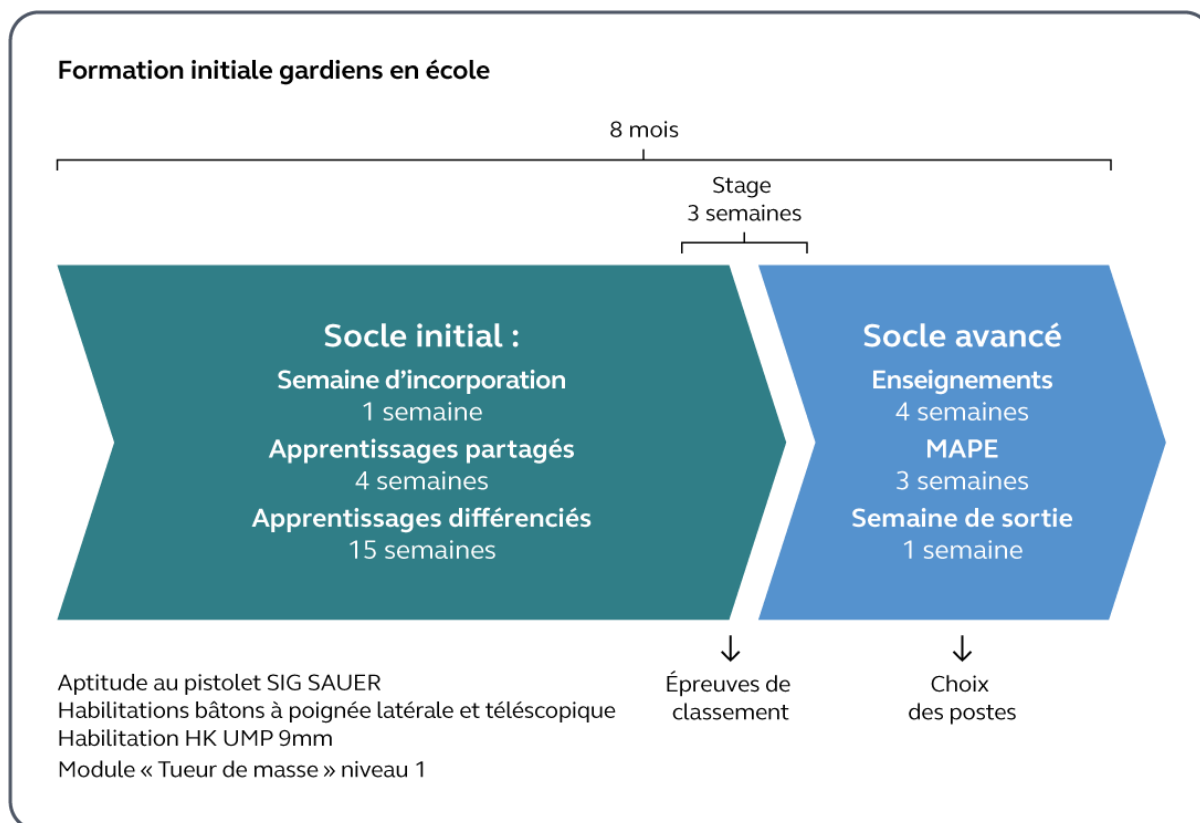 Formation initiale gardiens en école
8 mois
Stage
3 semaines
Socle initial :
Semaine d'incorporation
1 semaine
Apprentissages partagés
4 semaines
Apprentissages différenciés
15 semaines
Socle avancé
Enseignements
4 semaines
MAPE
3 semaines
Semaine de sortie
1 semaine
Aptitude au pistolet SIG SAUER
Habilitations bâtons à poignée latérale et téléscopique
Habilitation HK UMP 9mm
Module « Tueur de masse » niveau 1
Épreuves de
classement
Choix
des postes